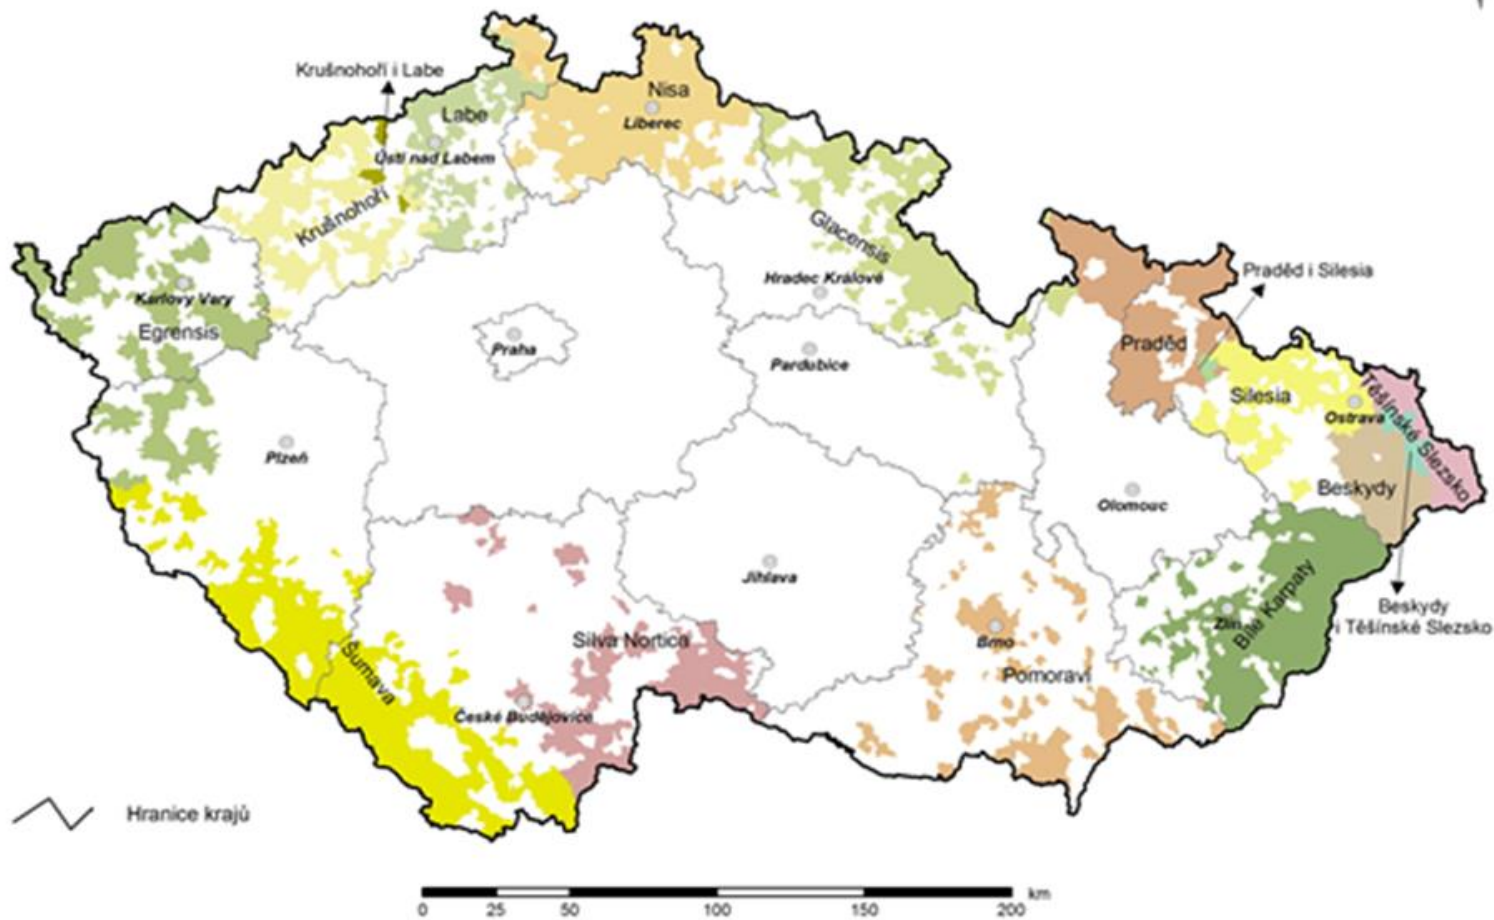 Krušnohoří i Labe
Nisa
Labe
Liberec
Ústí nad Labem
Krušnohoří
Glacensis
Hradec Králové
Praděd i Silesia
Karlovy Vary
Egrensis
Praha
Pardubice
Praděd
Silesia
Ostrava
Těšínské Slezsko
Plzeň
Beskydy
Olomouc
Jihlava
Beskydy
i Těšínské Slezsko
Zlín
Bílé Karpaty
Silva Nortica
Brno
Pomoraví
Šumava
České Budějovice
Hranice krajů
km
0 25 50 100 150 200